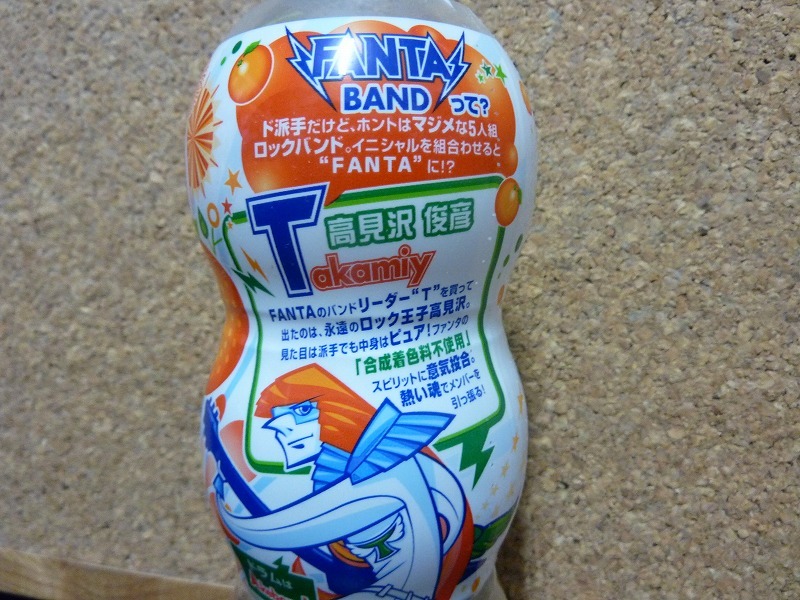 FANTA
BAND って?
ド派手だけど、ホントはマジメな5人組
ロックバンド。イニシャルを組合わせると
“FANTA”に!?
高見沢 俊彦
Takamiy
FANTAのバンドリーダー“T”を買って
出たのは、永遠のロック王子高見沢。
見た目は派手でも中身はピュア!ファンタの
「合成着色料不使用」
スピリットに意気投合。
熱い魂でメンバーを
引っ張る!
T